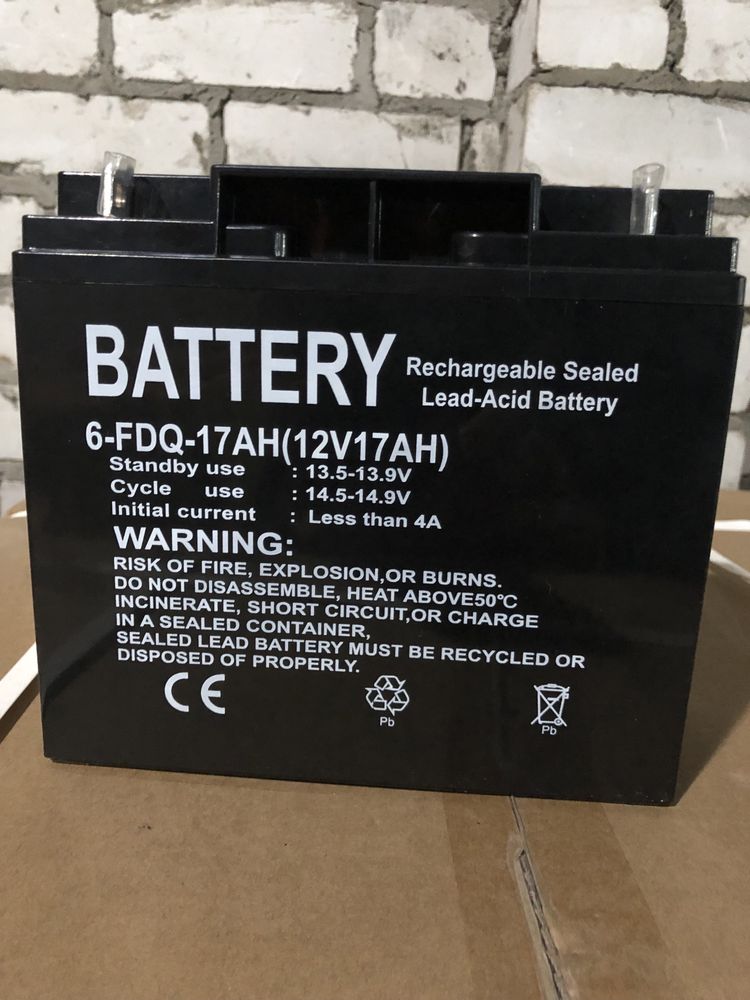 BATTERY Rechargeable Sealed
Lead-Acid Battery
6-FDQ-17AH(12V17AH)
Standby use : 13.5-13.9V
Cycle use : 14.5-14.9V
Initial current : Less than 4A
WARNING:
RISK OF FIRE, EXPLOSION,OR BURNS.
DO NOT DISASSEMBLE, HEAT ABOVE50℃
INCINERATE, SHORT CIRCUIT,OR CHARGE
IN A SEALED CONTAINER,
SEALED LEAD BATTERY MUST BE RECYCLED OR
DISPOSED OF PROPERLY.
CE
Pb
Pb